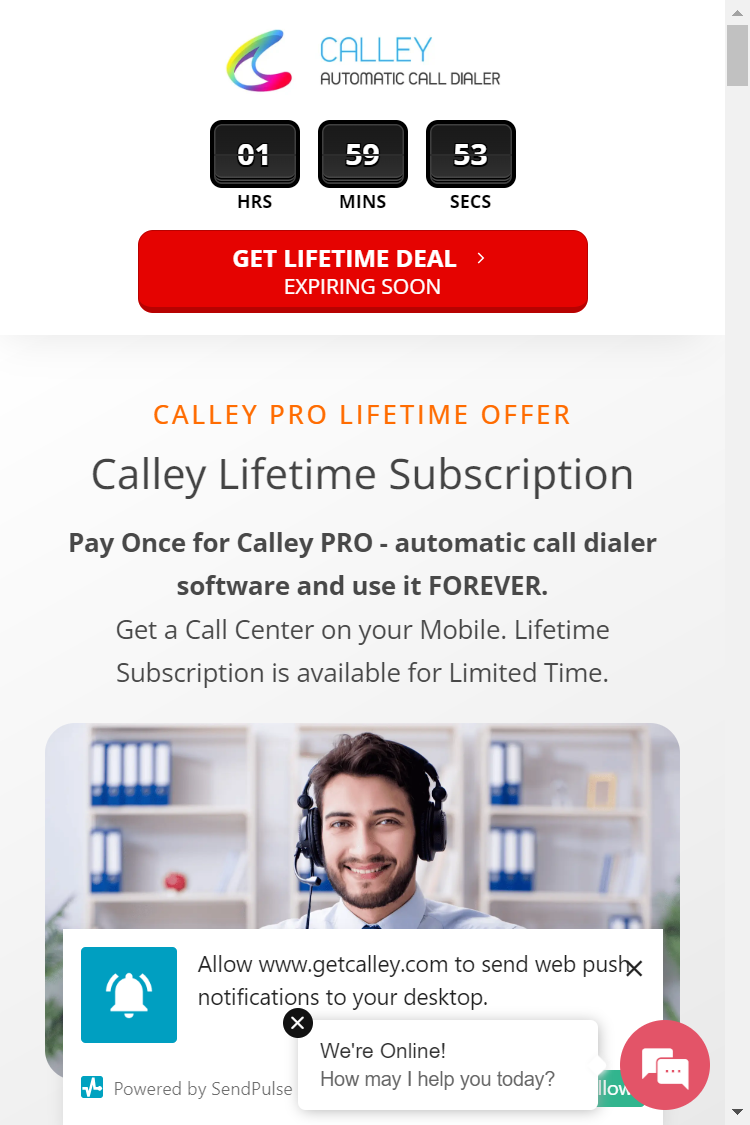 CALLEY
AUTOMATIC CALL DIALER
01 59 53
HRS MINS SECS
GET LIFETIME DEAL
EXPIRING SOON
CALLEY PRO LIFETIME OFFER
Calley Lifetime Subscription
Pay Once for Calley PRO - automatic call dialer
software and use it FOREVER.
Get a Call Center on your Mobile. Lifetime
Subscription is available for Limited Time.
Allow www.getcalley.com to send web push
notifications to your desktop.
We're Online!
How may I help you today?
Powered by SendPulse